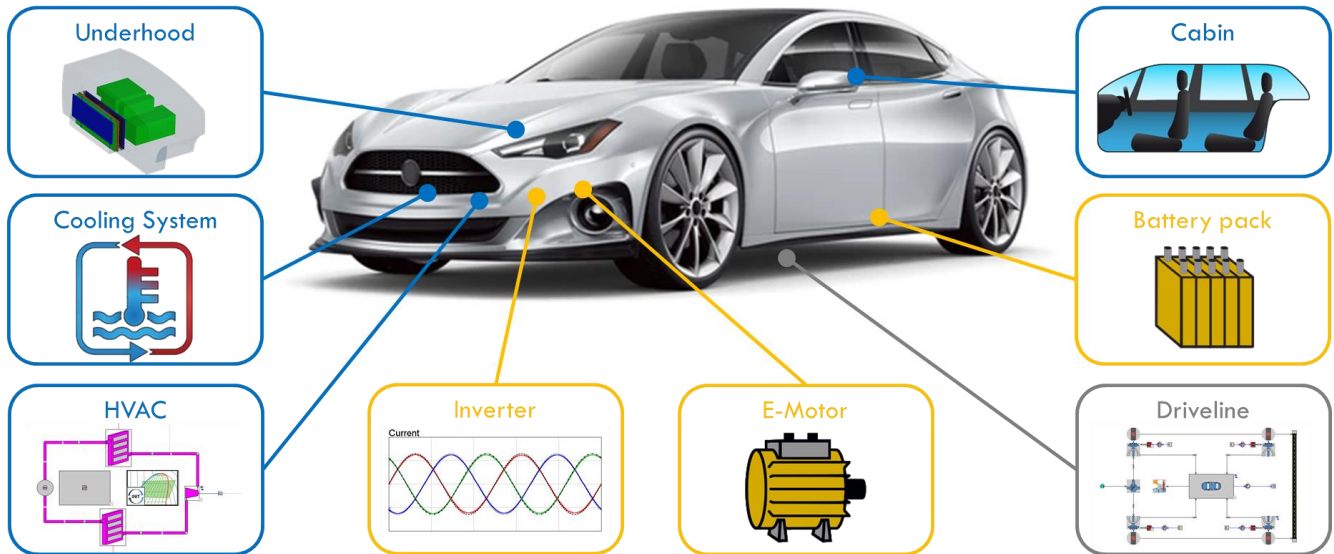 Underhood
Cabin
Cooling System
Battery pack
HVAC
Inverter
Current
E-Motor
Driveline